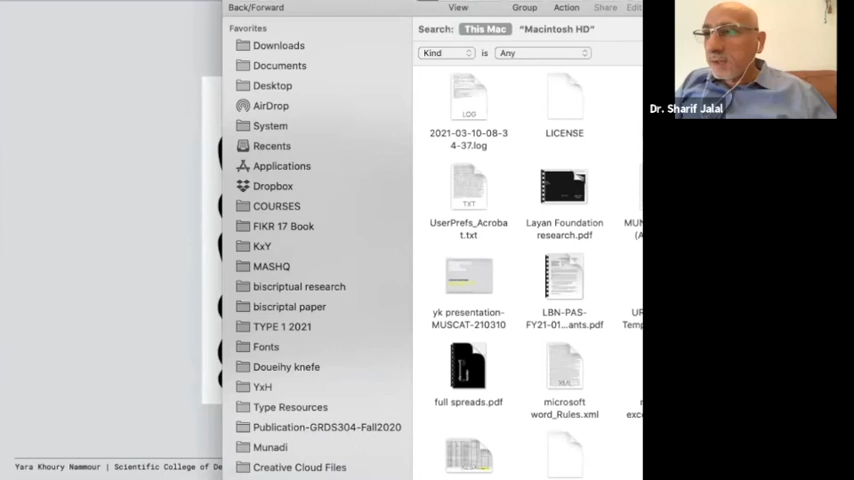 Back/Forward
View
Group
Action
Share
Favorites
Downloads
Documents
Desktop
AirDrop
System
Recents
Applications
Dropbox
COURSES
FIKR 17 Book
KxY
MASHQ
biscriptual research
biscriptal paper
TYPE 1 2021
Fonts
Doueihy knefe
YxH
Type Resources
Publication-GRDS304-Fall2020
Munadi
Creative Cloud Files
Search:
This Mac
“Macintosh HD”
Kind
is
Any
LOG
2021-03-10-08-3
4-37.log
LICENSE
TXT
UserPrefs_Acroba
t.txt
Layan Foundation
research.pdf
MUN
(A
yk presentation-
MUSCAT-210310
LBN-PAS-
FY21-01...ants.pdf
UR
Temp
full spreads.pdf
XML
microsoft
word_Rules.xml
exce
Dr. Sharif Jalal
Yara Khoury Nammour | Scientific College of De